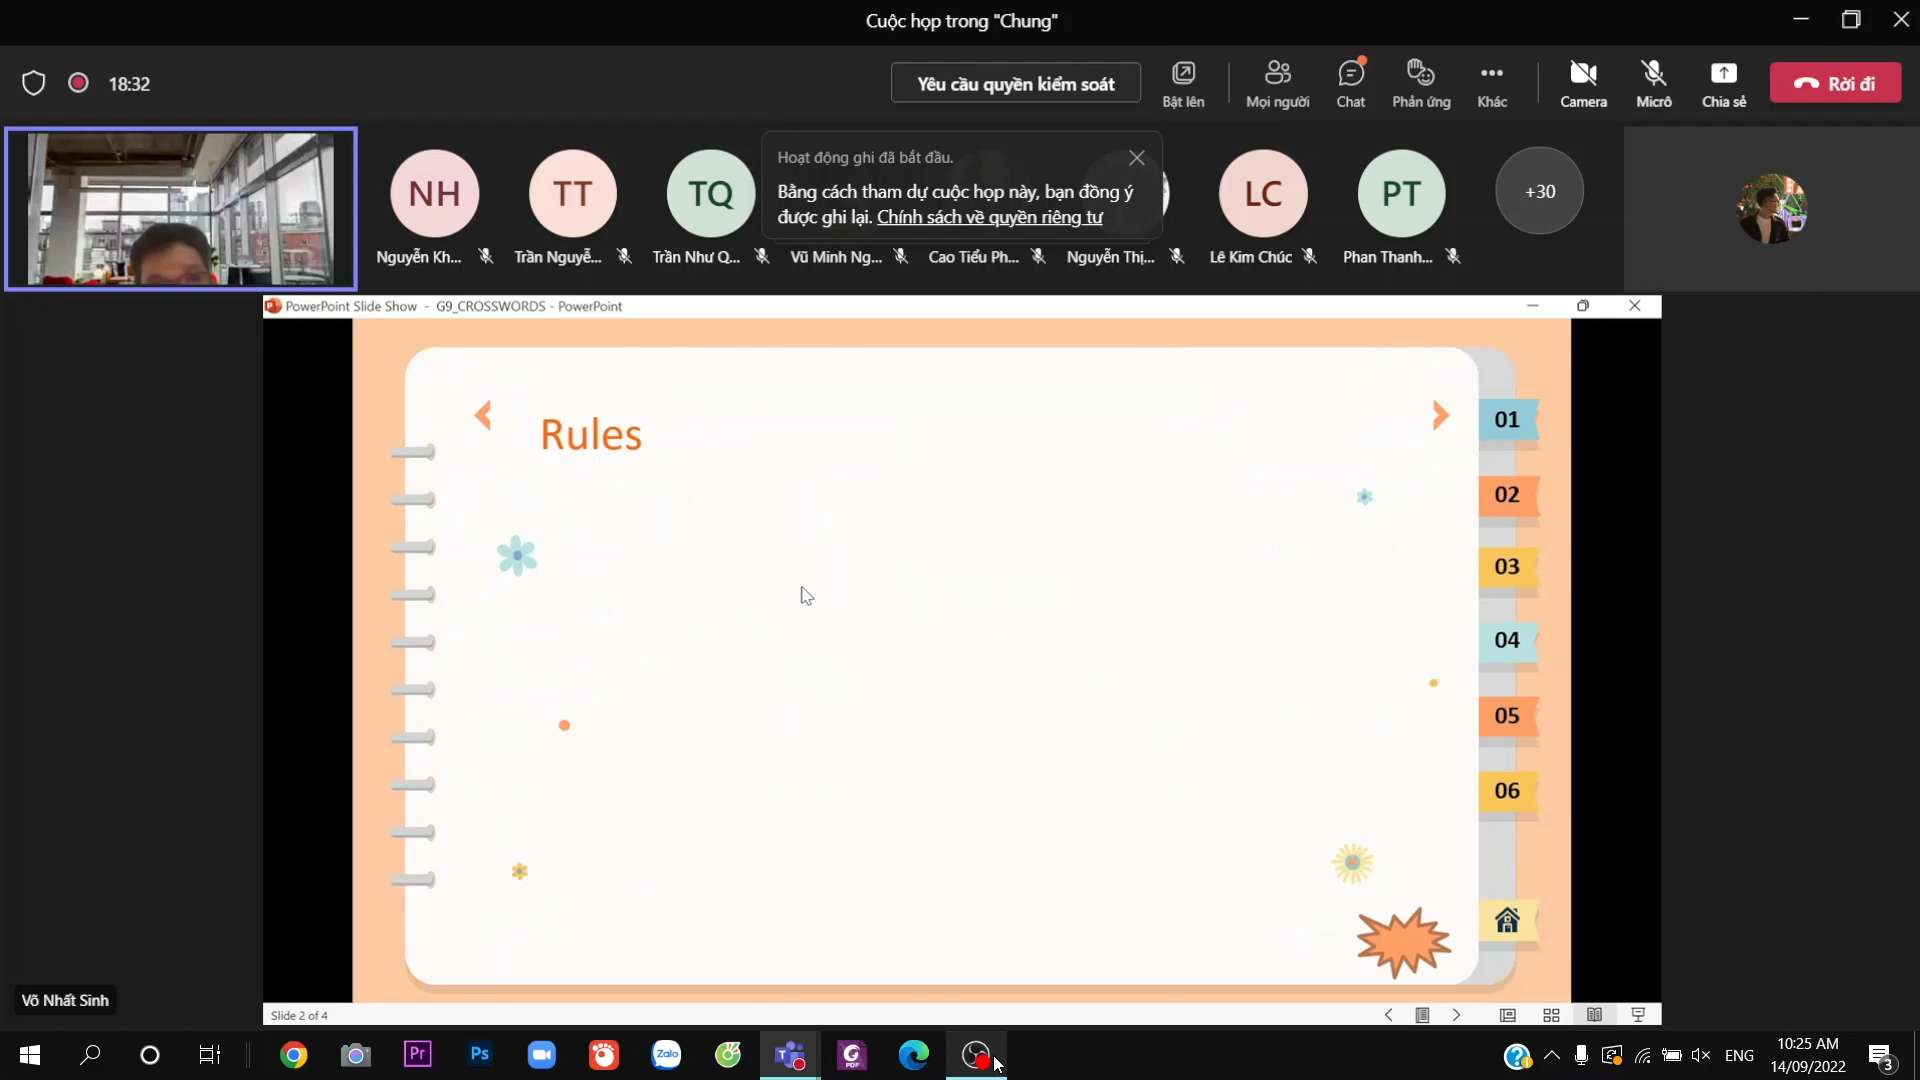 Cuộc họp trong "Chung"
18:32
Yêu cầu quyền kiểm soát
Bật lên
Mọi người
Chat
Phản ứng
Khác
Camera
Micrô
Chia sẻ
Rời đi
NH
TT
TQ
LC
PT
+30
Hoạt động ghi đã bắt đầu.
Bằng cách tham dự cuộc họp này, bạn đồng ý
được ghi lại. Chính sách về quyền riêng tư
Nguyễn Kh...
Trần Nguyễ...
Trần Như Q...
Vũ Minh Ng...
Cao Tiểu Ph...
Nguyễn Thị...
Lê Kim Chúc
Phan Thanh...
PowerPoint Slide Show - G9_CROSSWORDS - PowerPoint
Rules
01
02
03
04
05
06
Võ Nhất Sinh
Slide 2 of 4
Pr
Ps
Zalo
T
PDF
ENG
10:25 AM
14/09/2022
3